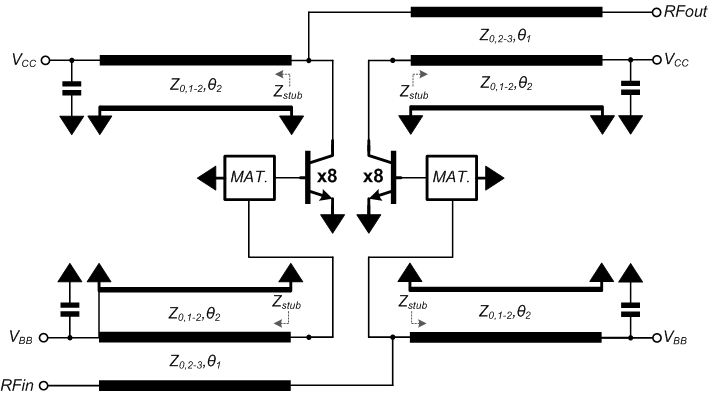 RFout
Z0,2-3,θ1
VCC
VCC
Z0,1-2,θ2
Zstub
Zstub
Z0,1-2,θ2
MAT.
x8
x8
MAT.
Z0,1-2,θ2
Zstub
Zstub
Z0,1-2,θ2
VBB
VBB
Z0,2-3,θ1
RFin